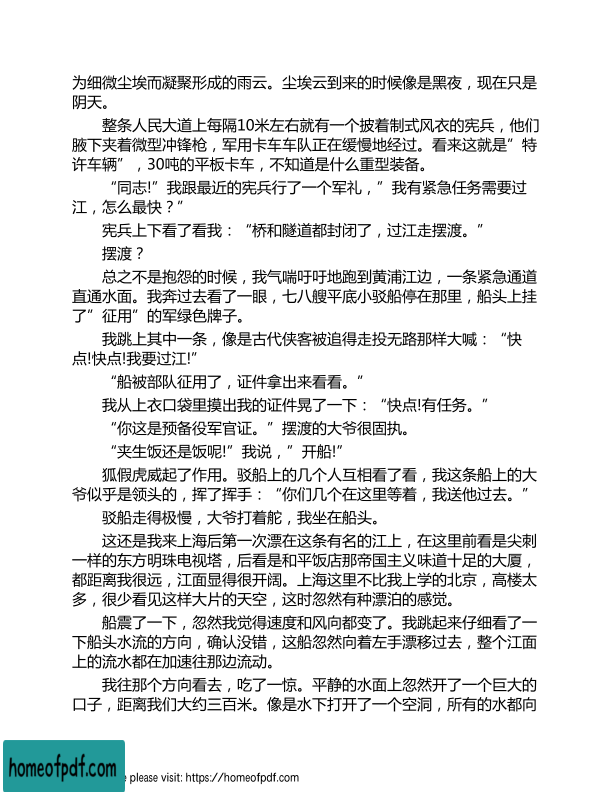 为细微尘埃而凝聚形成的雨云。尘埃云到来的时候像是黑夜，现在只是
阴天。
整条人民大道上每隔10米左右就有一个披着制式风衣的宪兵，他们
腋下夹着微型冲锋枪，军用卡车车队正在缓慢地经过。看来这就是”特
许车辆”，30吨的平板卡车，不知道是什么重型装备。
“同志!”我跟最近的宪兵行了一个军礼，”我有紧急任务需要过
江，怎么最快？”
宪兵上下看了看我：“桥和隧道都封闭了，过江走摆渡。”
摆渡？
总之不是抱怨的时候，我气喘吁吁地跑到黄浦江边，一条紧急通道
直通水面。我奔过去看了一眼，七八艘平底小驳船停在那里，船头上挂
了”征用”的军绿色牌子。
我跳上其中一条，像是古代侠客被追得走投无路那样大喊：“快
点!快点!我要过江!”
“船被部队征用了，证件拿出来看看。”
我从上衣口袋里摸出我的证件晃了一下：“快点!有任务。”
“你这是预备役军官证。”摆渡的大爷很固执。
“夹生饭还是饭呢!”我说，”开船!”
狐假虎威起了作用。驳船上的几个人互相看了看，我这条船上的大
爷似乎是领头的，挥了挥手：“你们几个在这里等着，我送他过去。”
驳船走得极慢，大爷打着舵，我坐在船头。
这还是我来上海后第一次漂在这条有名的江上，在这里前看是尖刺
一样的东方明珠电视塔，后看是和平饭店那帝国主义味道十足的大厦，
都距离我很远，江面显得很开阔。上海这里不比我上学的北京，高楼太
多，很少看见这样大片的天空，这时忽然有种漂泊的感觉。
船震了一下，忽然我觉得速度和风向都变了。我跳起来仔细看了一
下船头水流的方向，确认没错，这船忽然向着左手漂移过去，整个江面
上的流水都在加速往那边流动。
我往那个方向看去，吃了一惊。平静的水面上忽然开了一个巨大的
口子，距离我们大约三百米。像是水下打开了一个空洞，所有的水都向
homeofpdf.com
e please visit: https://homeofpdf.com